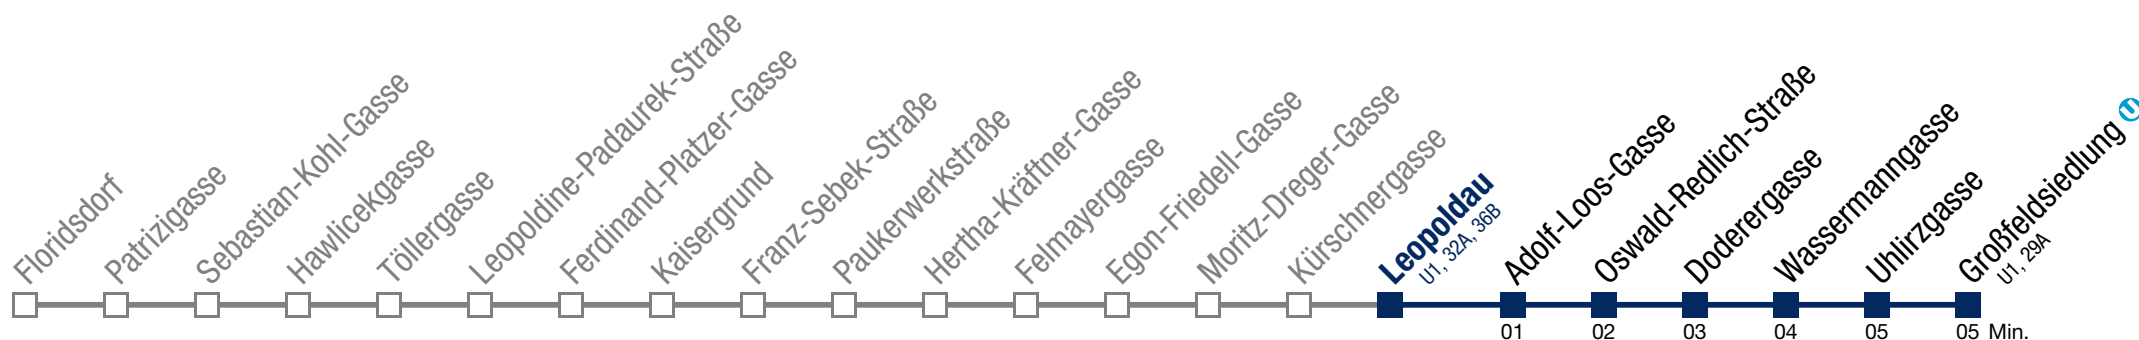 Floridsdorf
Patrizigasse
Sebastian-Kohl-Gasse
Hawlicekgasse
Töllergasse
Leopoldine-Padaurek-Straße
Ferdinand-Platzer-Gasse
Kaisergrund
Franz-Sebek-Straße
Paukerwerkstraße
Hertha-Kräftner-Gasse
Felmayergasse
Egon-Friedell-Gasse
Moritz-Dreger-Gasse
Kürschnergasse
Leopoldau
U1, 32A, 36B
Adolf-Loos-Gasse
Oswald-Redlich-Straße
Doderergasse
Wassermanngasse
Uhlirzgasse
Großfeldsiedlung U
U1, 29A
01 02 03 04 05 05 Min.